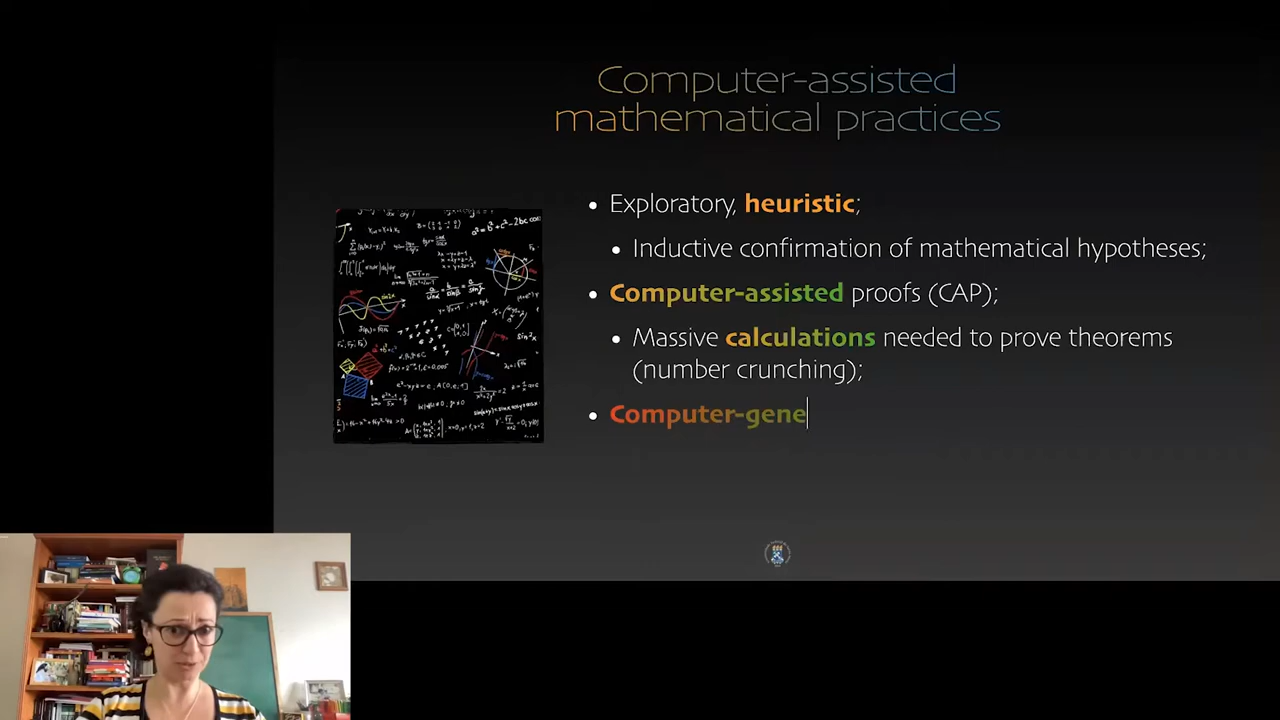 Computer-assisted
mathematical practices
• Exploratory, heuristic;
• Inductive confirmation of mathematical hypotheses;
• Computer-assisted proofs (CAP);
• Massive calculations needed to prove theorems
(number crunching);
• Computer-gene